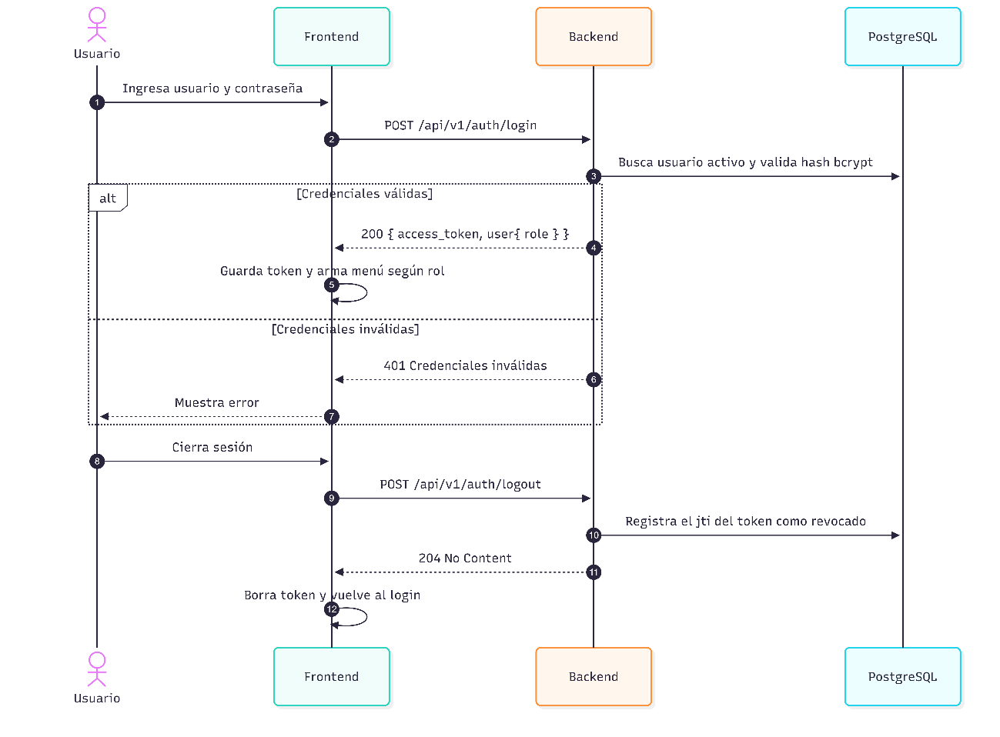 Usuario
Frontend
Backend
PostgreSQL
Ingresa usuario y contraseña
1
POST /api/v1/auth/login
2
Busca usuario activo y valida hash bcrypt
3
alt
[Credenciales válidas]
200 { access_token, user{ role } }
4
Guarda token y arma menú según rol
5
[Credenciales inválidas]
401 Credenciales inválidas
6
Muestra error
7
Cierra sesión
8
POST /api/v1/auth/logout
9
Registra el jti del token como revocado
10
204 No Content
11
Borra token y vuelve al login
12
Usuario
Frontend
Backend
PostgreSQL